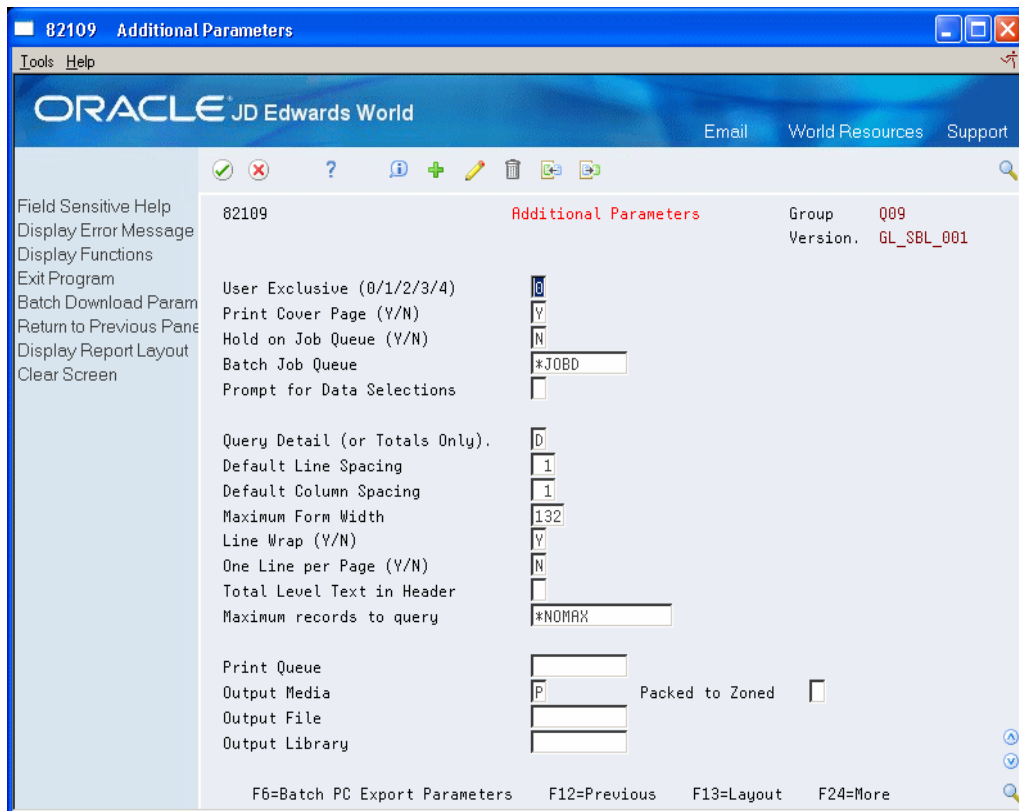 82109 Additional Parameters
Tools Help
ORACLE JD Edwards World
Email World Resources Support
?
Field Sensitive Help
Display Error Message
Display Functions
Exit Program
Batch Download Param
Return to Previous Pane
Display Report Layout
Clear Screen
82109 Additional Parameters Group Q09
Version. GL_SBL_001
User Exclusive (0/1/2/3/4) 0
Print Cover Page (Y/N) Y
Hold on Job Queue (Y/N) N
Batch Job Queue *JOBD
Prompt for Data Selections
Query Detail (or Totals Only). D
Default Line Spacing 1
Default Column Spacing 1
Maximum Form Width 132
Line Wrap (Y/N) Y
One Line per Page (Y/N) N
Total Level Text in Header
Maximum records to query *NOMAX
Print Queue
Output Media P Packed to Zoned
Output File
Output Library
F6=Batch PC Export Parameters F12=Previous F13=Layout F24=More